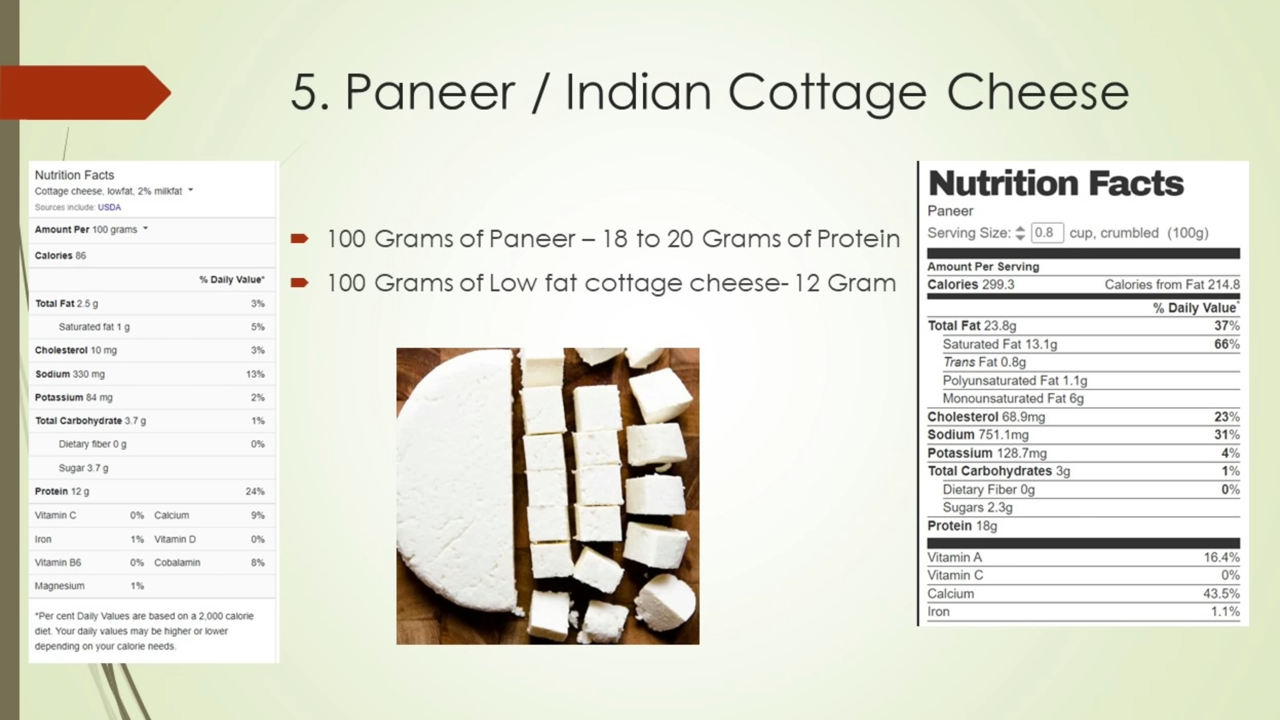 5. Paneer / Indian Cottage Cheese
Nutrition Facts
Cottage cheese, lowfat, 2% milkfat
Sources include: USDA
Amount Per 100 grams
Calories 86
% Daily Value*
Total Fat 2.5 g 3%
Saturated fat 1 g 5%
Cholesterol 10 mg 3%
Sodium 330 mg 13%
Potassium 84 mg 2%
Total Carbohydrate 3.7 g 1%
Dietary fiber 0 g 0%
Sugar 3.7 g
Protein 12 g 24%
Vitamin C 0% Calcium 9%
Iron 1% Vitamin D 0%
Vitamin B6 0% Cobalamin 8%
Magnesium 1%
*Per cent Daily Values are based on a 2,000 calorie
diet. Your daily values may be higher or lower
depending on your calorie needs.
100 Grams of Paneer – 18 to 20 Grams of Protein
100 Grams of Low fat cottage cheese- 12 Gram
Nutrition Facts
Paneer
Serving Size: 0.8 cup, crumbled (100g)
Amount Per Serving
Calories 299.3 Calories from Fat 214.8
% Daily Value*
Total Fat 23.8g 37%
Saturated Fat 13.1g 66%
Trans Fat 0.8g
Polyunsaturated Fat 1.1g
Monounsaturated Fat 6g
Cholesterol 68.9mg 23%
Sodium 751.1mg 31%
Potassium 128.7mg 4%
Total Carbohydrates 3g 1%
Dietary Fiber 0g 0%
Sugars 2.3g
Protein 18g
Vitamin A 16.4%
Vitamin C 0%
Calcium 43.5%
Iron 1.1%